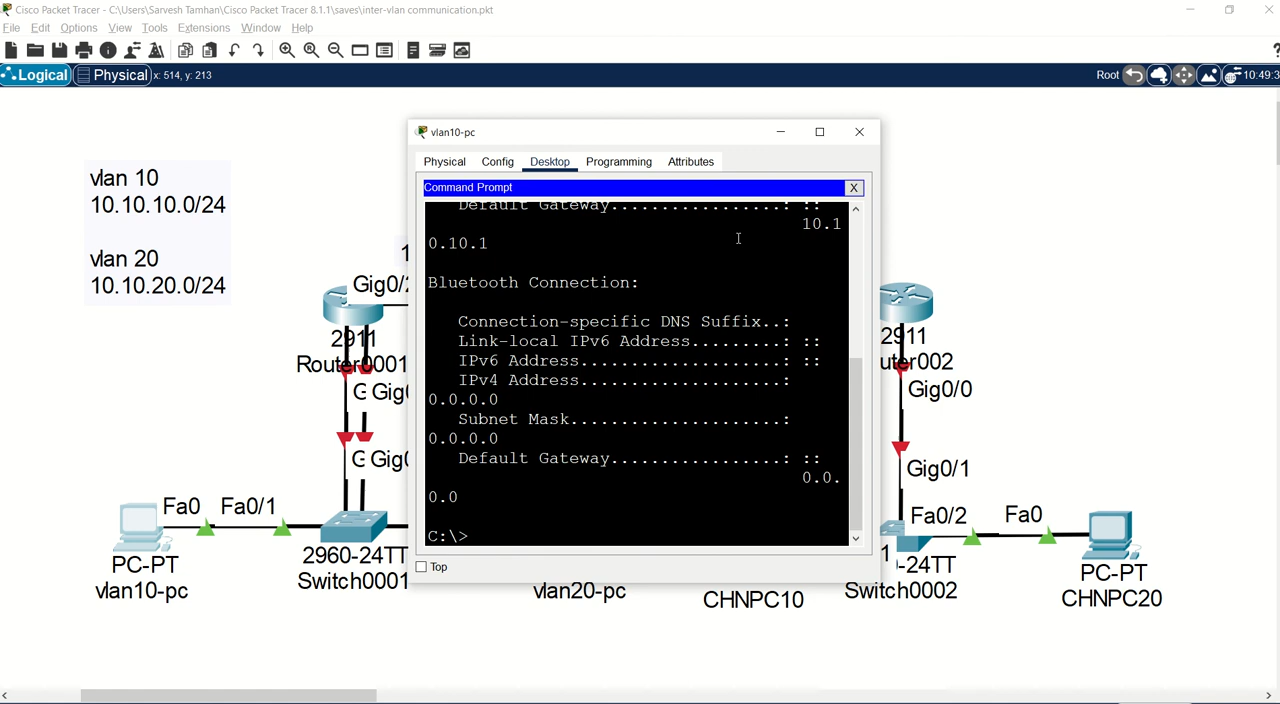 Cisco Packet Tracer - C:\Users\Sarvesh Tamhan\Cisco Packet Tracer 8.1.1\saves\inter-vlan communication.pkt
File Edit Options View Tools Extensions Window Help
Logical Physical x: 514, y: 213
Root 10:49:3
vlan 10
10.10.10.0/24
vlan 20
10.10.20.0/24
1
Gig0/2
2911
Router0001
G Gig0
G Gig0
Fa0 Fa0/1
PC-PT
vlan10-pc
2960-24TT
Switch0001
vlan10-pc
Physical Config Desktop Programming Attributes
Command Prompt X
Default Gateway.................: ::
10.1
0.10.1
Bluetooth Connection:
Connection-specific DNS Suffix..:
Link-local IPv6 Address.........: ::
IPv6 Address....................: ::
IPv4 Address....................:
0.0.0.0
Subnet Mask.....................:
0.0.0.0
Default Gateway.................: ::
0.0.
0.0
C:\>
Top
vlan20-pc
CHNPC10
2911
uter002
Gig0/0
Gig0/1
Fa0/2
Fa0
1
-24TT
Switch0002
PC-PT
CHNPC20